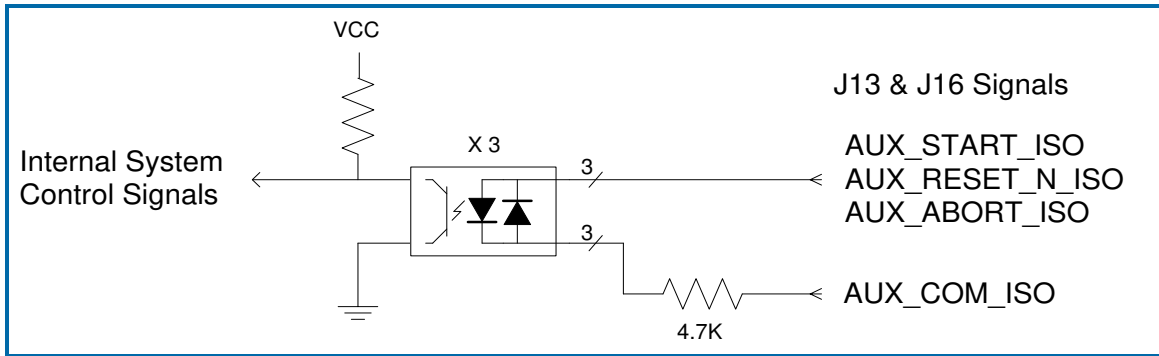 VCC
J13 & J16 Signals
Internal System
Control Signals
X 3
3
3
AUX_START_ISO
AUX_RESET_N_ISO
AUX_ABORT_ISO
AUX_COM_ISO
4.7K